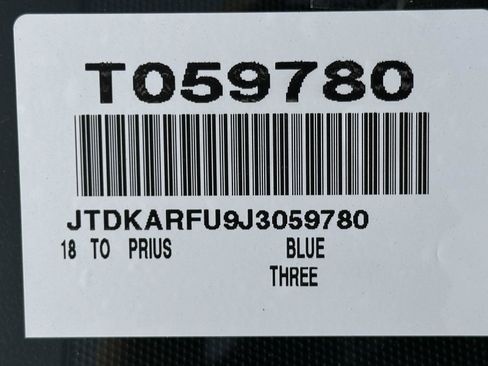 T059780
JTDKARFU9J3059780
18 TO PRIUS BLUE
THREE